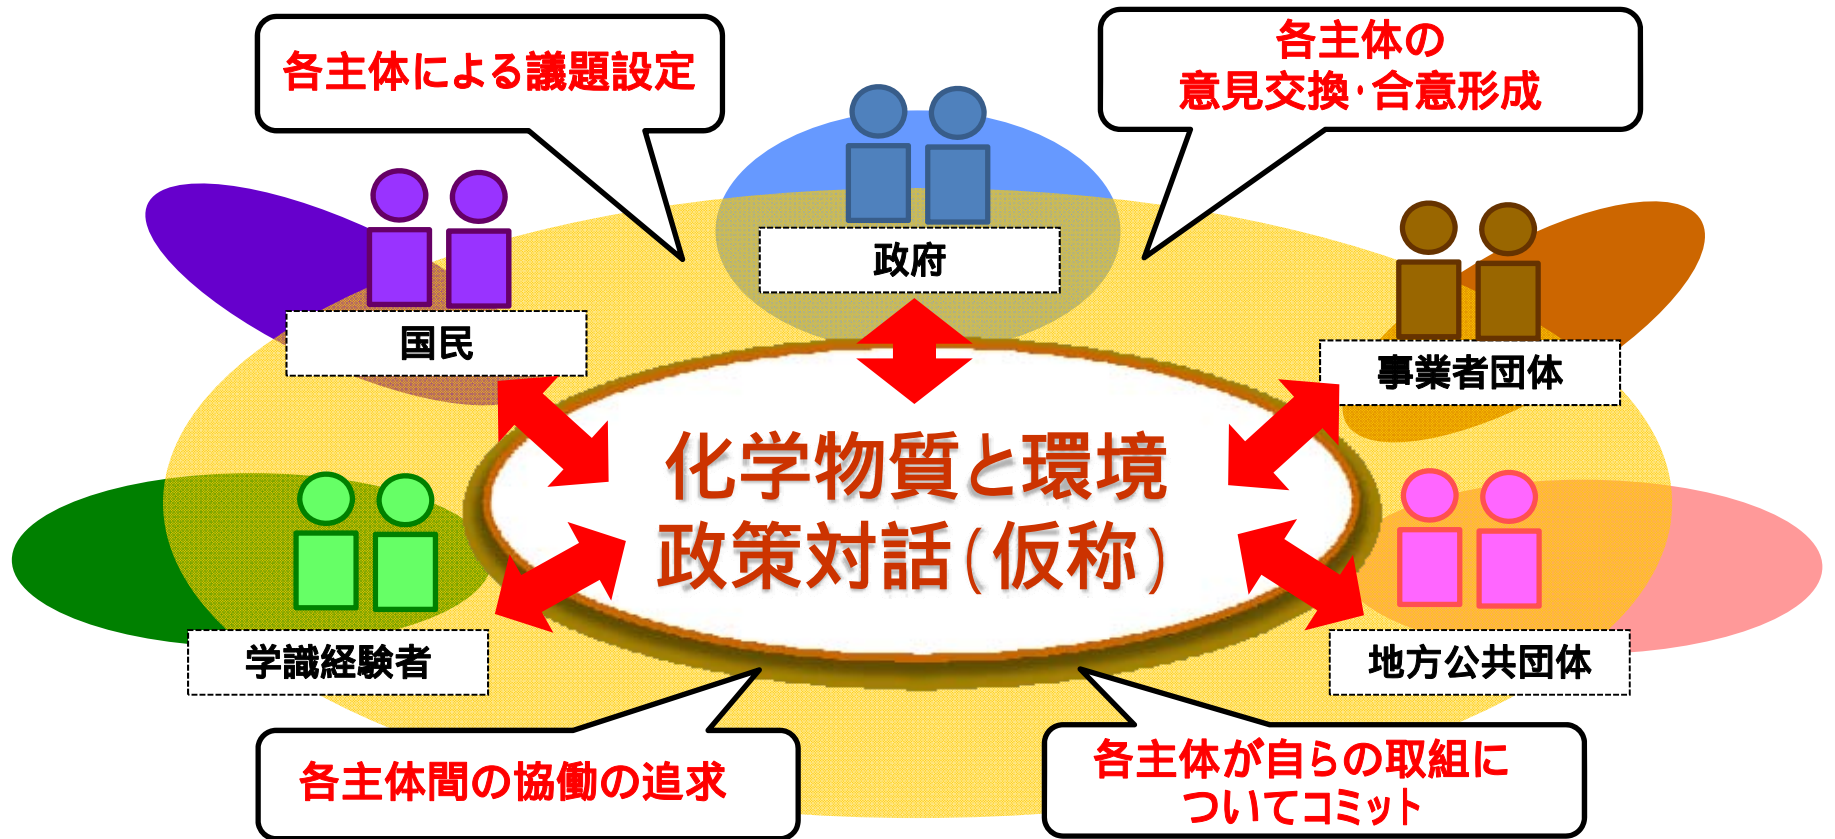 各主体による議題設定
各主体の
意見交換・合意形成
政府
国民
事業者団体
化学物質と環境
政策対話(仮称)
学識経験者
地方公共団体
各主体間の協働の追求
各主体が自らの取組に
ついてコミット